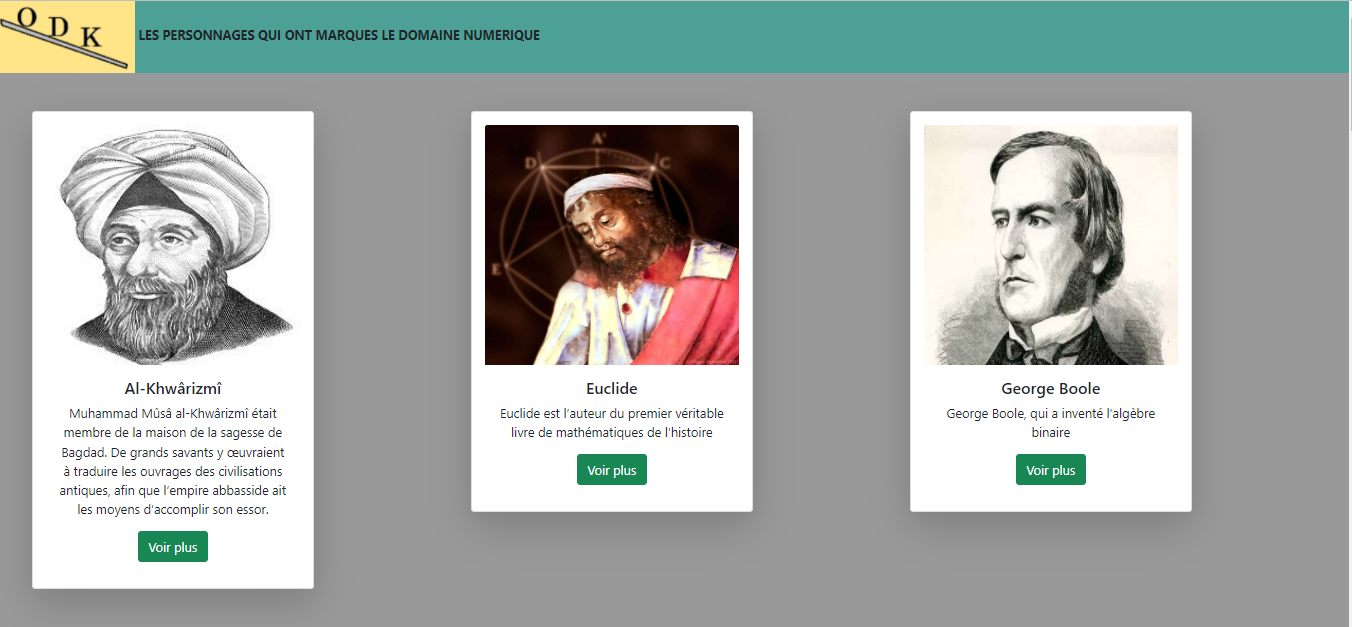 O D K
LES PERSONNAGES QUI ONT MARQUES LE DOMAINE NUMERIQUE
Al-Khwârizmî
Muhammad Mûsâ al-Khwârizmî était
membre de la maison de la sagesse de
Bagdad. De grands savants y œuvraient
à traduire les ouvrages des civilisations
antiques, afin que l'empire abbasside ait
les moyens d'accomplir son essor.
Voir plus
A'
D
C
E
Euclide
Euclide est l'auteur du premier véritable
livre de mathématiques de l'histoire
Voir plus
George Boole
George Boole, qui a inventé l'algèbre
binaire
Voir plus